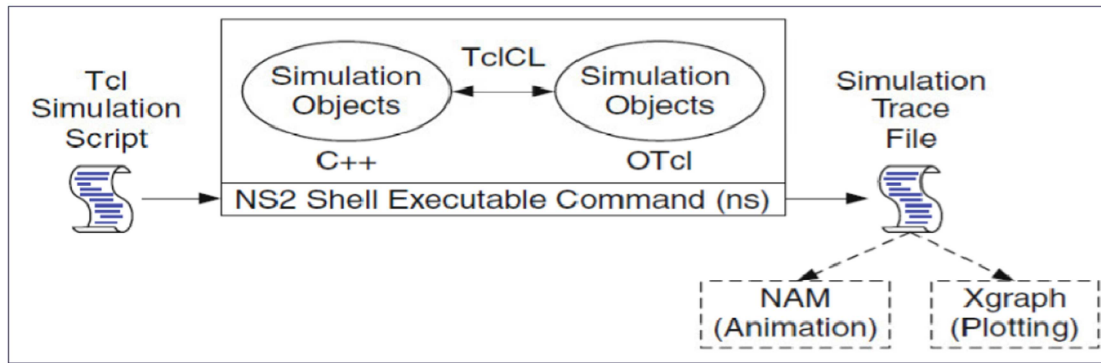 Tcl
Simulation
Script
TclCL
Simulation
Objects
C++
Simulation
Objects
OTcl
NS2 Shell Executable Command (ns)
Simulation
Trace
File
NAM
(Animation)
Xgraph
(Plotting)